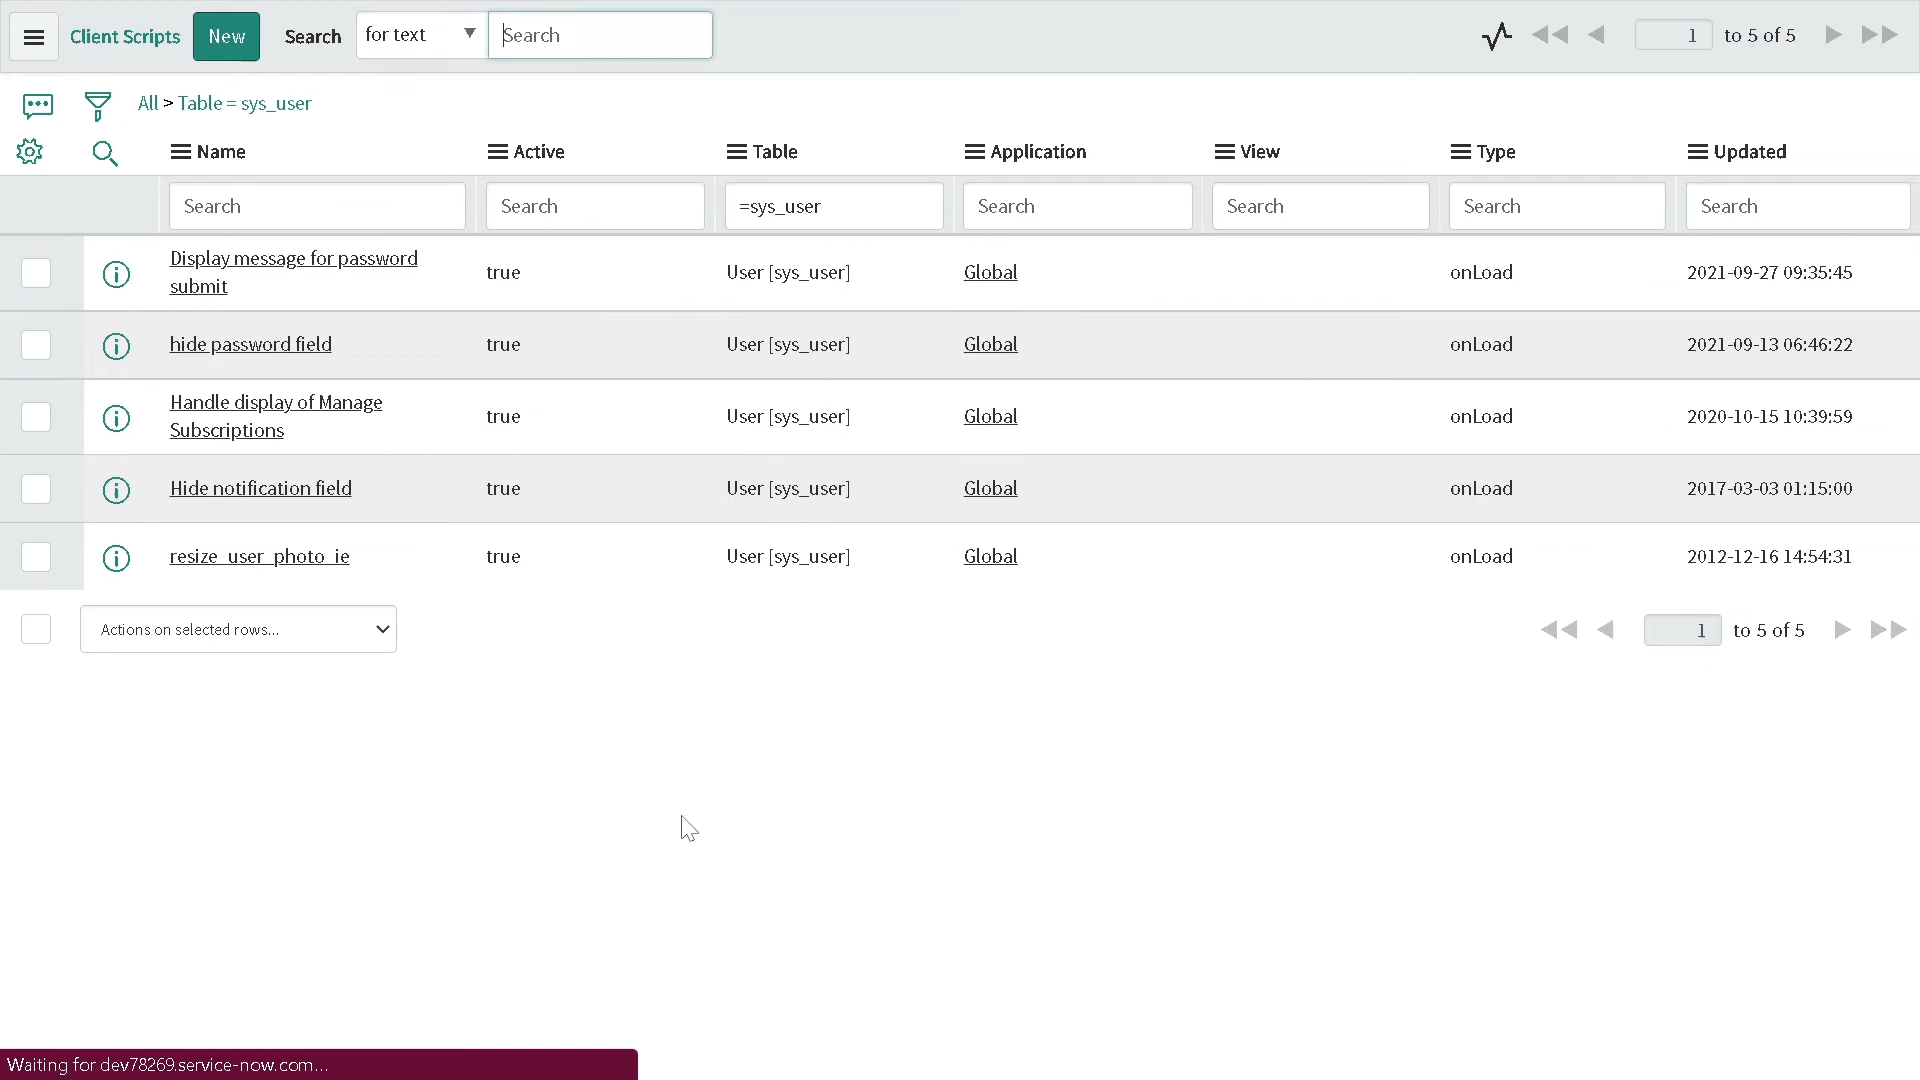 Client Scripts New Search for text Search 1 to 5 of 5
All > Table = sys_user
Name Active Table Application View Type Updated
Search Search =sys_user Search Search Search Search
Display message for password
submit true User [sys_user] Global onLoad 2021-09-27 09:35:45
hide password field true User [sys_user] Global onLoad 2021-09-13 06:46:22
Handle display of Manage
Subscriptions true User [sys_user] Global onLoad 2020-10-15 10:39:59
Hide notification field true User [sys_user] Global onLoad 2017-03-03 01:15:00
resize_user_photo_ie true User [sys_user] Global onLoad 2012-12-16 14:54:31
Actions on selected rows... 1 to 5 of 5
Waiting for dev78269.service-now.com...